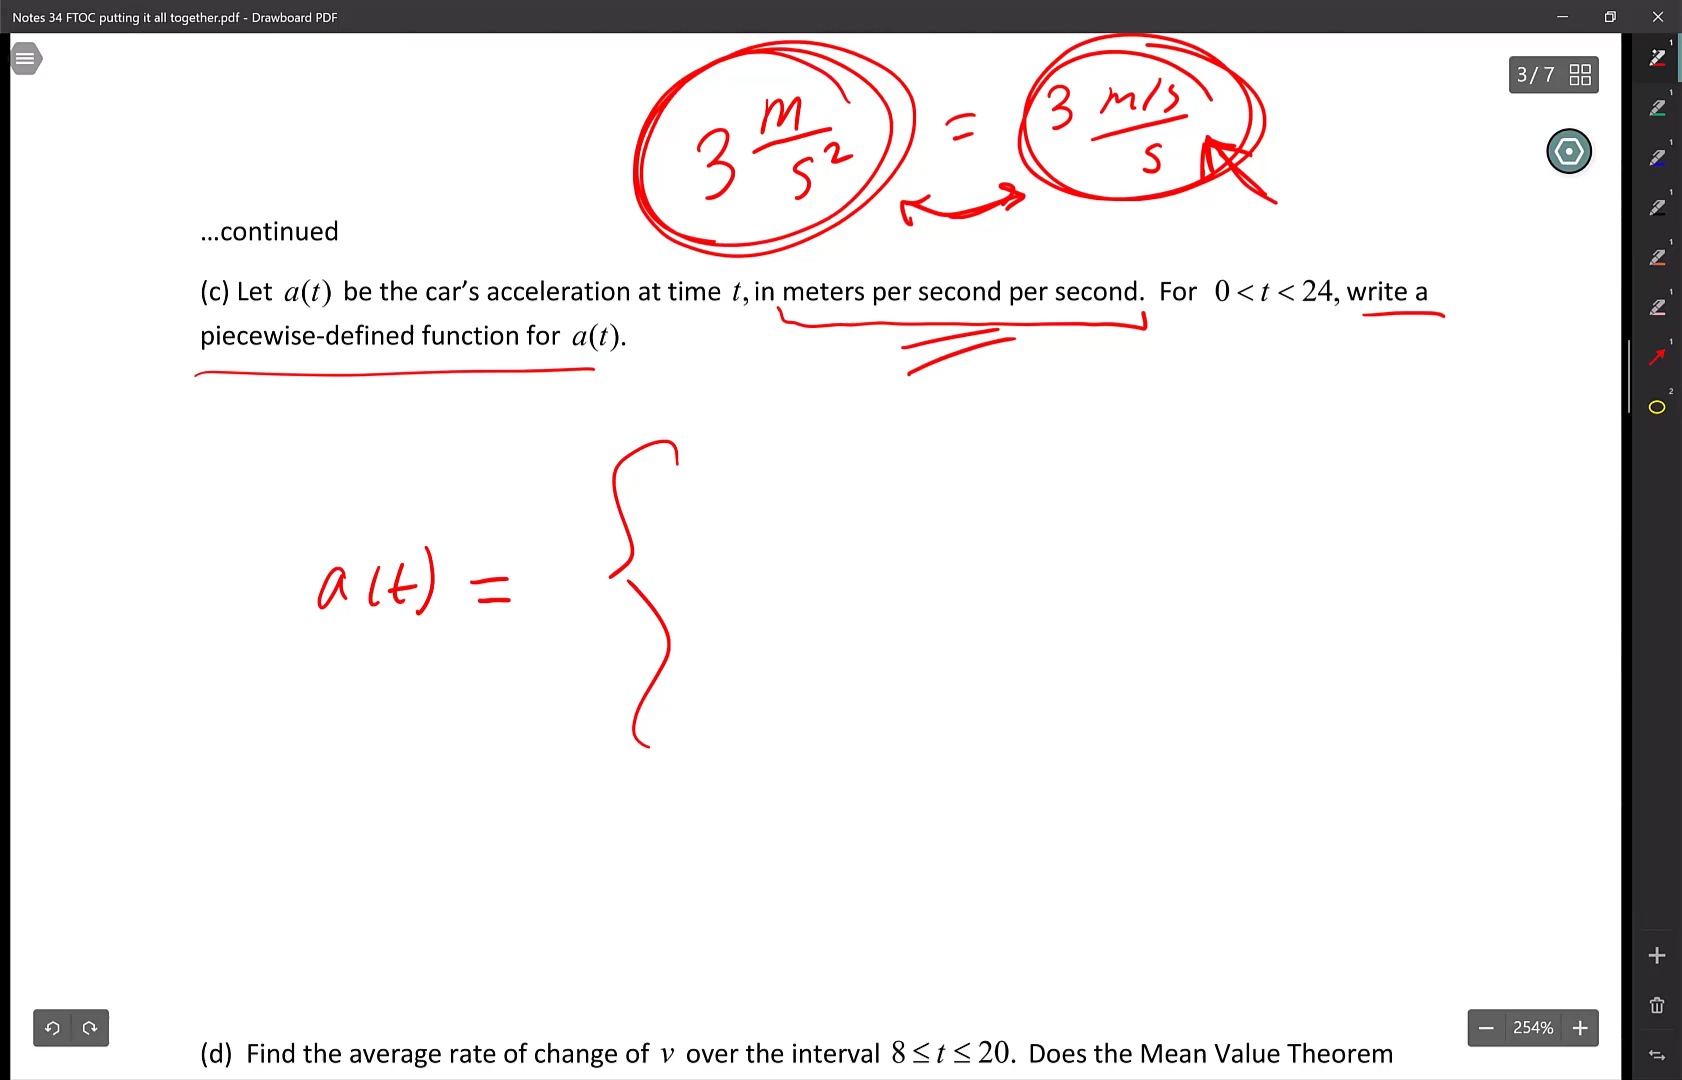 Notes 34 FTOC putting it all together.pdf - Drawboard PDF
3/7
3 m/s² = 3 m/s/s
...continued
(c) Let a(t) be the car's acceleration at time t, in meters per second per second. For 0 < t < 24, write a
piecewise-defined function for a(t).
a(t) = {
254%
(d) Find the average rate of change of v over the interval 8 ≤ t ≤ 20. Does the Mean Value Theorem